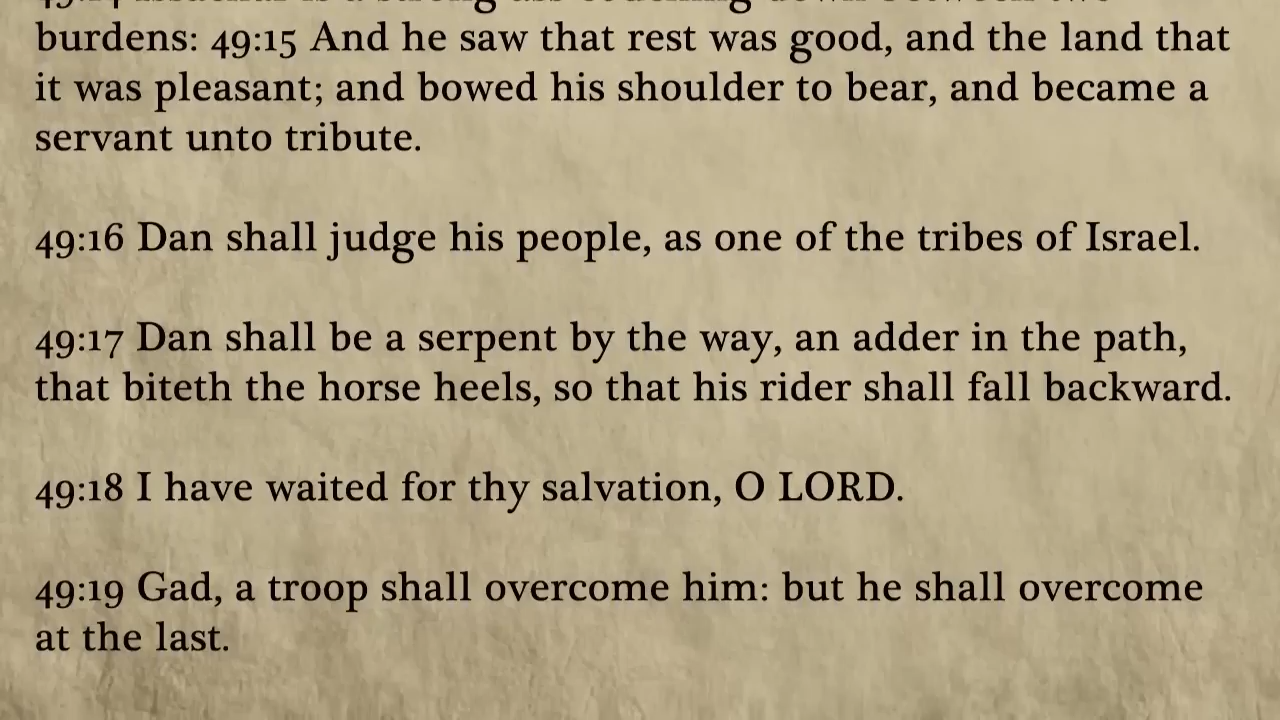 burdens: 49:15 And he saw that rest was good, and the land that
it was pleasant; and bowed his shoulder to bear, and became a
servant unto tribute.
49:16 Dan shall judge his people, as one of the tribes of Israel.
49:17 Dan shall be a serpent by the way, an adder in the path,
that biteth the horse heels, so that his rider shall fall backward.
49:18 I have waited for thy salvation, O LORD.
49:19 Gad, a troop shall overcome him: but he shall overcome
at the last.